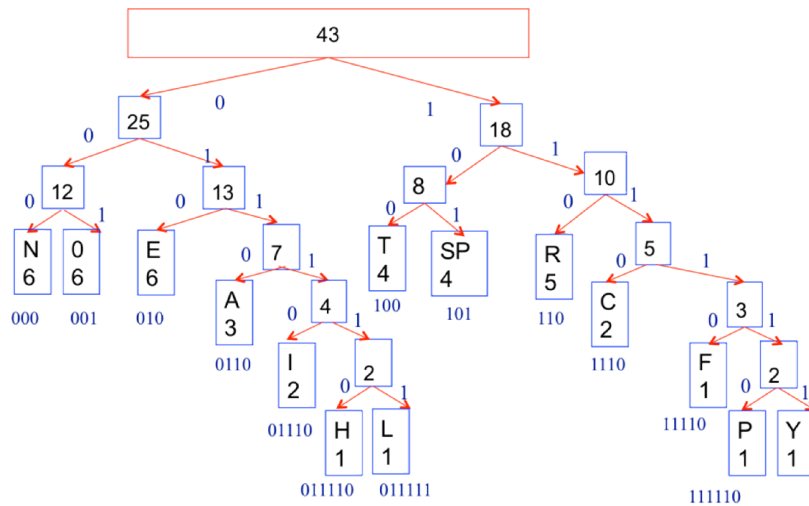 43
0 1
25 18
0 1 0 1
12 13 8 10
0 1 0 1 0 1 0 1
N 0 E 7 T SP R 5
6 6 6 4 4 5
0 1 0 1
000 001 010 A 4 100 101 110 C 3
3 2
0 1 0 1
0110 I 2 1110 F 2
2 1
0 1 0 1
01110 H L 11110 P Y
1 1 1 1
011110 011111 111110